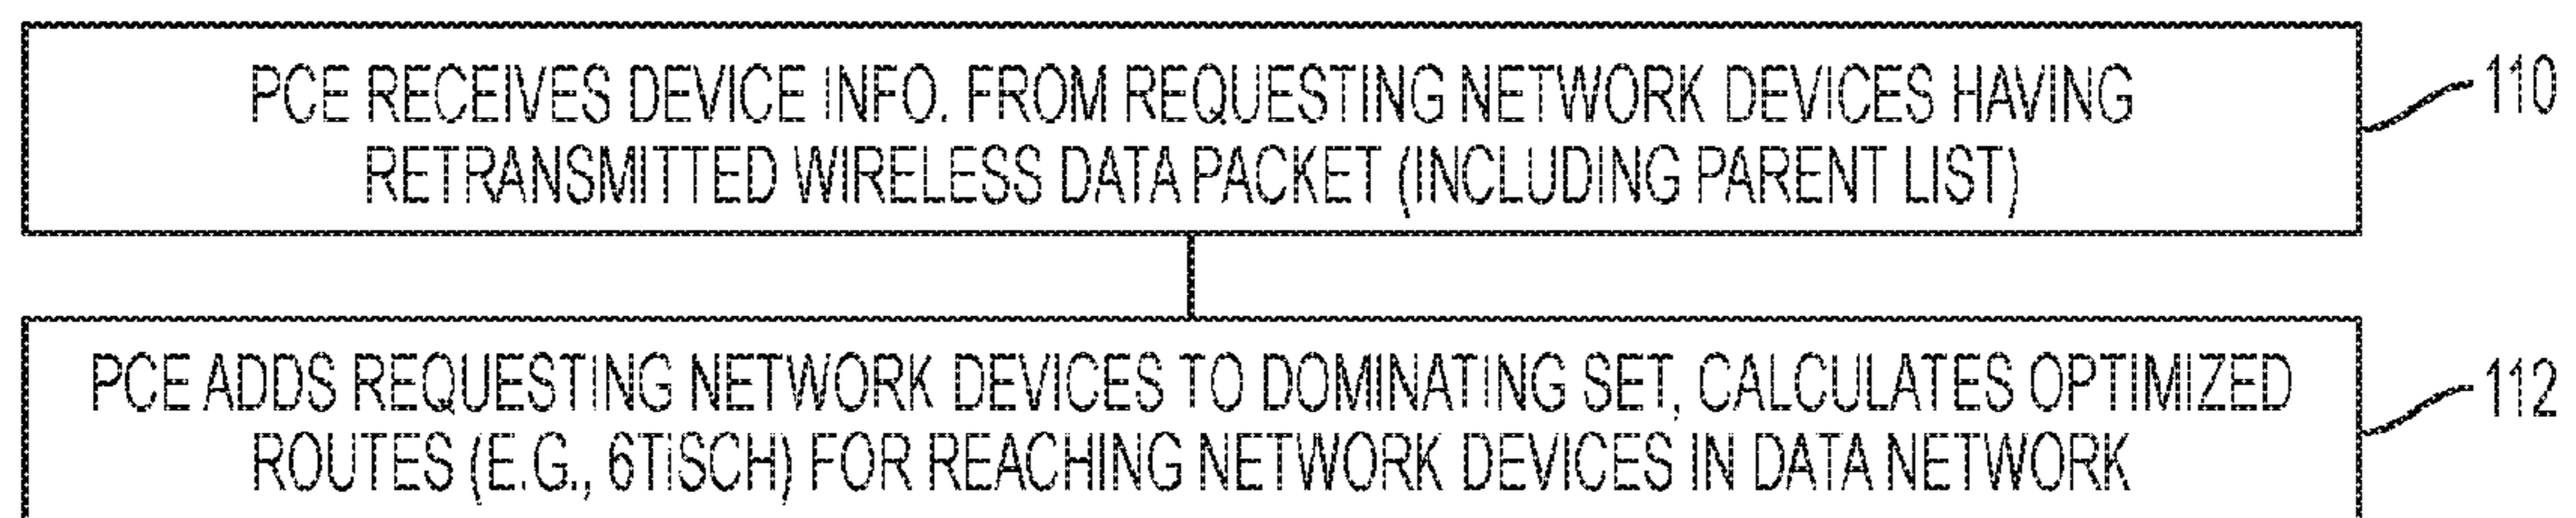 PCE RECEIVES DEVICE INFO. FROM REQUESTING NETWORK DEVICES HAVING
RETRANSMITTED WIRELESS DATA PACKET (INCLUDING PARENT LIST)
110
PCE ADDS REQUESTING NETWORK DEVICES TO DOMINATING SET, CALCULATES OPTIMIZED
ROUTES (E.G., 6TiSCH) FOR REACHING NETWORK DEVICES IN DATA NETWORK
112